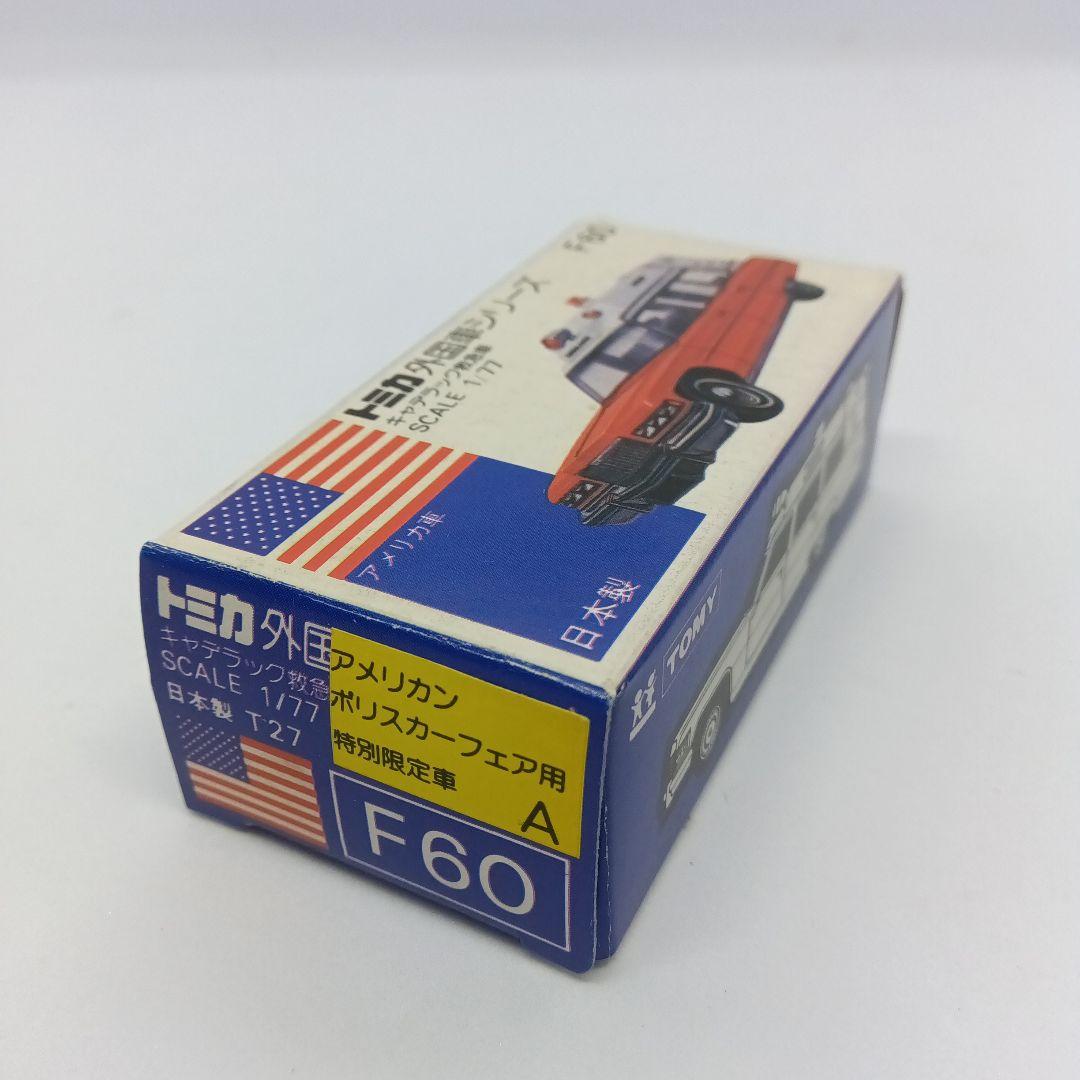 F-60
トミカ 外国車シリーズ
キャデラック救急車
SCALE 1/77
アメリカ車
日本製
トミカ 外国
キャデラック救急
SCALE 1/77
日本製 T27
アメリカン
ポリスカーフェア用
特別限定車
A
F60
TOMY